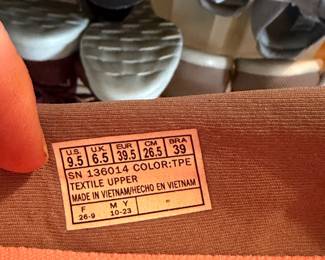 U.S. U.K. EUR CM BRA
9.5 6.5 39.5 26.5 39
SN 136014 COLOR:TPE
TEXTILE UPPER
MADE IN VIETNAM/HECHO EN VIETNAM
F M Y
26-9 10-23 -